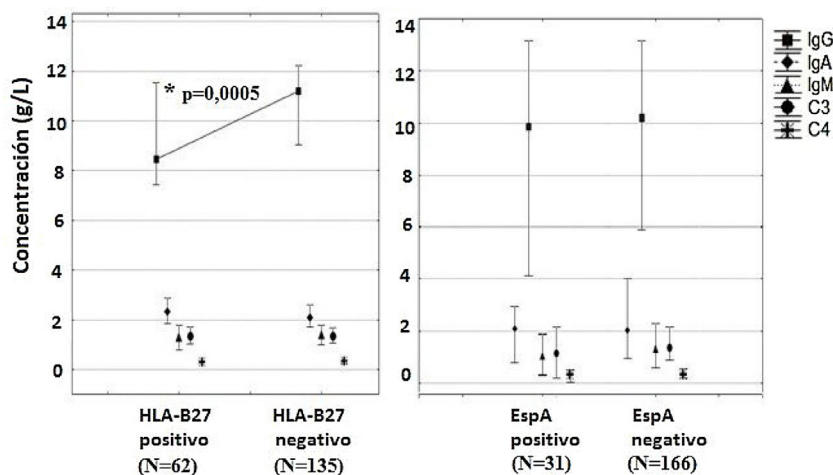 Concentración (g/L)
14
12
10
8
6
4
2
0
* p=0,0005
HLA-B27
positivo
(N=62)
HLA-B27
negativo
(N=135)
14
12
10
8
6
4
2
0
EspA
positivo
(N=31)
EspA
negativo
(N=166)
IgG
IgA
IgM
C3
C4